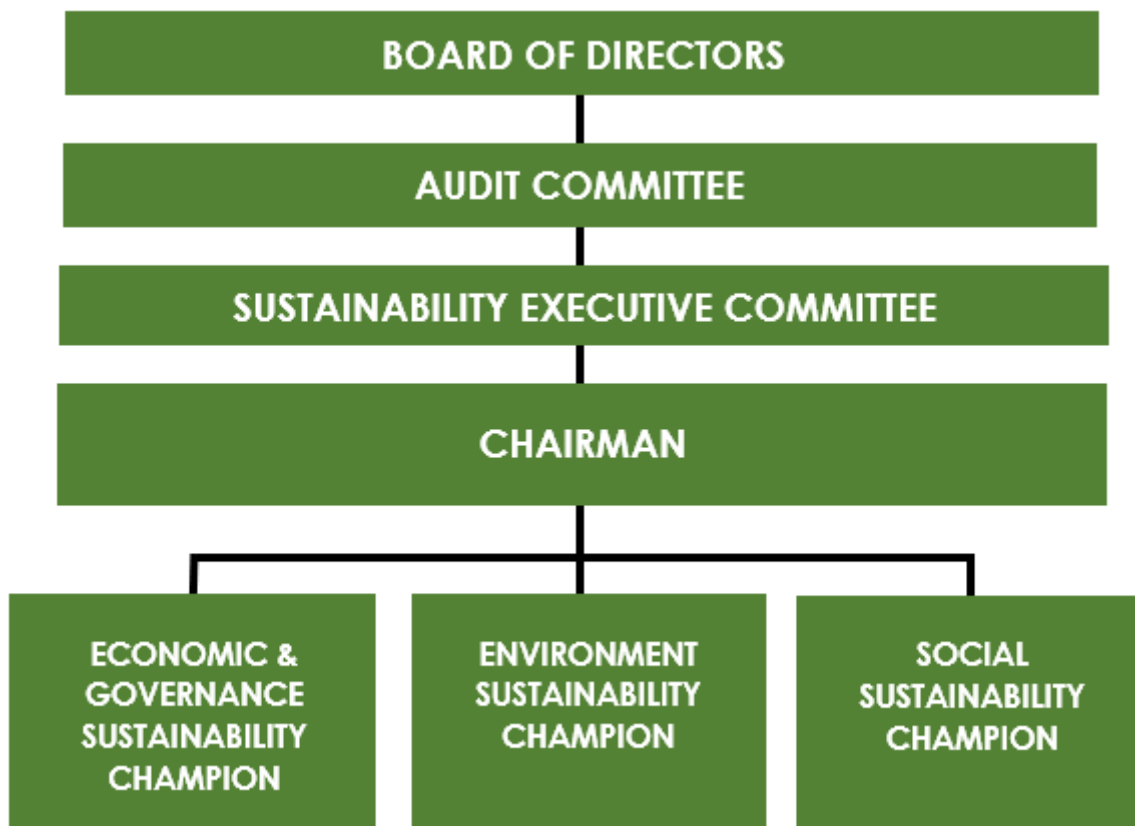 BOARD OF DIRECTORS
AUDIT COMMITTEE
SUSTAINABILITY EXECUTIVE COMMITTEE
CHAIRMAN
ECONOMIC &
GOVERNANCE
SUSTAINABILITY
CHAMPION
ENVIRONMENT
SUSTAINABILITY
CHAMPION
SOCIAL
SUSTAINABILITY
CHAMPION